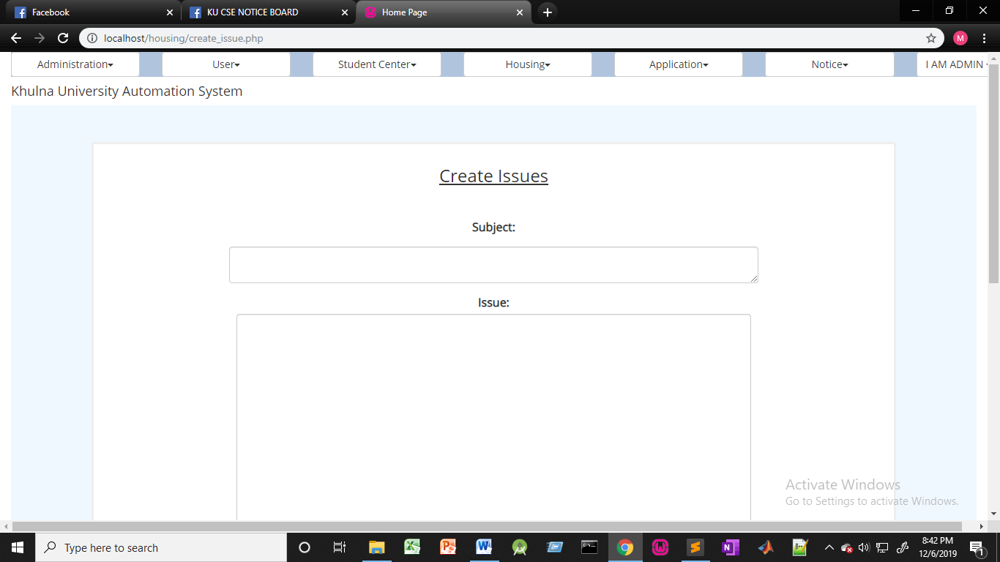 Facebook
KU CSE NOTICE BOARD
Home Page
localhost/housing/create_issue.php
M
Administration
User
Student Center
Housing
Application
Notice
I AM ADMIN
Khulna University Automation System
Create Issues
Subject:
Issue:
Activate Windows
Go to Settings to activate Windows.
Type here to search
8:42 PM
12/6/2019
1